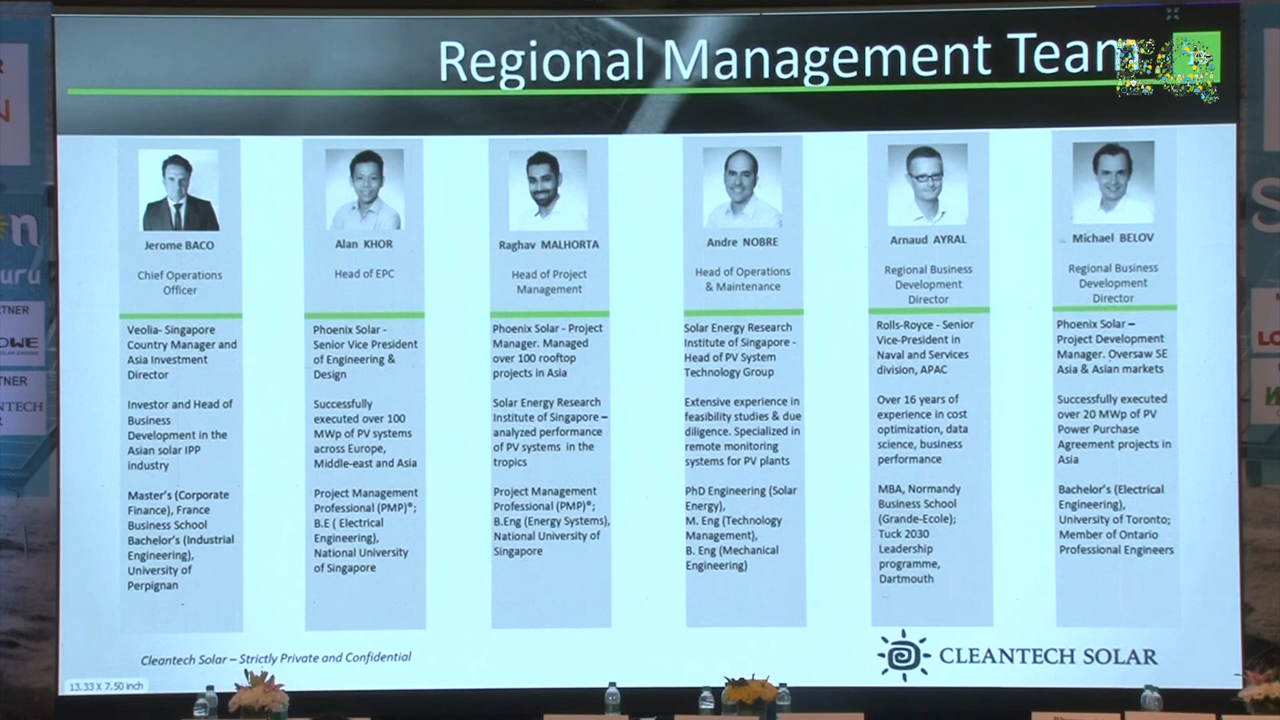 Regional Management Team
Jerome BACO
Chief Operations
Officer
Veolia- Singapore
Country Manager and
Asia Investment
Director
Investor and Head of
Business
Development in the
Asian solar IPP
industry
Master's (Corporate
Finance), France
Business School
Bachelor's (Industrial
Engineering),
University of
Perpignan
Alan KHOR
Head of EPC
Phoenix Solar -
Senior Vice President
of Engineering &
Design
Successfully
executed over 100
MWp of PV systems
across Europe,
Middle-east and Asia
Project Management
Professional (PMP)®;
B.E ( Electrical
Engineering),
National University
of Singapore
Raghav MALHORTA
Head of Project
Management
Phoenix Solar - Project
Manager. Managed
over 100 rooftop
projects in Asia
Solar Energy Research
Institute of Singapore –
analyzed performance
of PV systems in the
tropics
Project Management
Professional (PMP)®;
B.Eng (Energy Systems),
National University of
Singapore
Andre NOBRE
Head of Operations
& Maintenance
Solar Energy Research
Institute of Singapore -
Head of PV System
Technology Group
Extensive experience in
feasibility studies & due
diligence. Specialized in
remote monitoring
systems for PV plants
PhD Engineering (Solar
Energy),
M. Eng (Technology
Management),
B. Eng (Mechanical
Engineering)
Arnaud AYRAL
Regional Business
Development
Director
Rolls-Royce - Senior
Vice-President in
Naval and Services
division, APAC
Over 16 years of
experience in cost
optimization, data
science, business
performance
MBA, Normandy
Business School
(Grande-Ecole);
Tuck 2030
Leadership
programme,
Dartmouth
Michael BELOV
Regional Business
Development
Director
Phoenix Solar –
Project Development
Manager. Oversaw SE
Asia & Asian markets
Successfully executed
over 20 MWp of PV
Power Purchase
Agreement projects in
Asia
Bachelor's (Electrical
Engineering),
University of Toronto;
Member of Ontario
Professional Engineers
Cleantech Solar – Strictly Private and Confidential
CLEANTECH SOLAR
13.33 X 7.50 inch
EQ